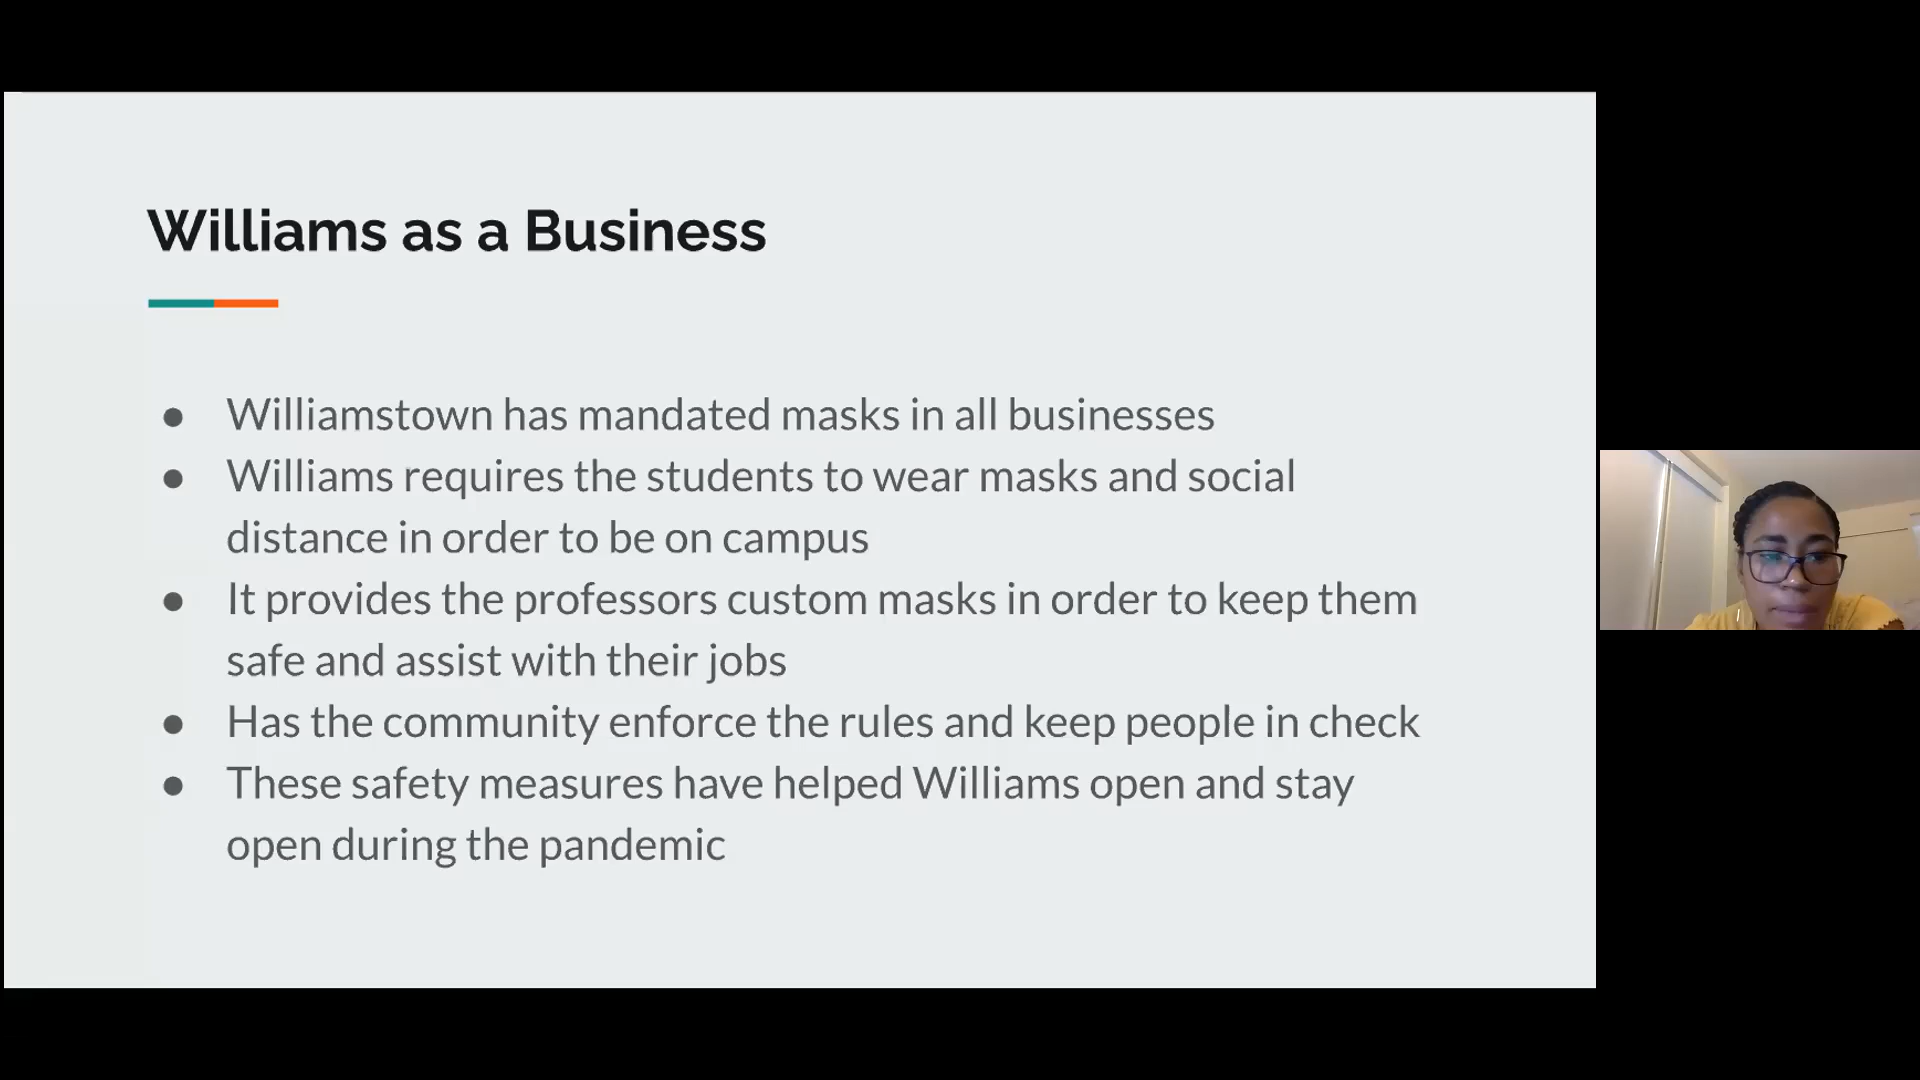 Williams as a Business
● Williamstown has mandated masks in all businesses
● Williams requires the students to wear masks and social
distance in order to be on campus
● It provides the professors custom masks in order to keep them
safe and assist with their jobs
● Has the community enforce the rules and keep people in check
● These safety measures have helped Williams open and stay
open during the pandemic